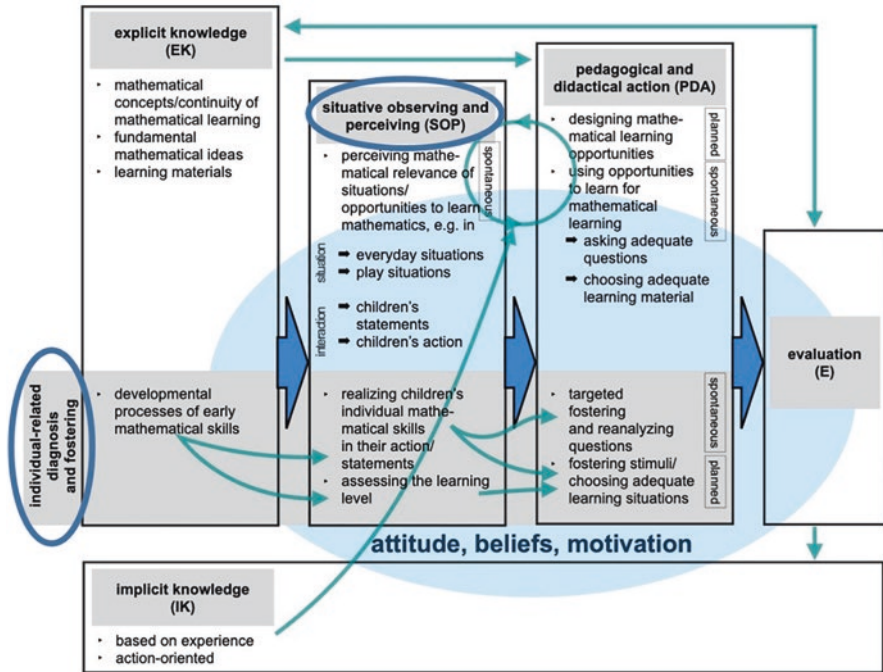 explicit knowledge
(EK)
‣ mathematical
concepts/continuity of
mathematical learning
‣ fundamental
mathematical ideas
‣ learning materials
situative observing and
perceiving (SOP)
‣ perceiving mathe-
matical relevance of
situations/
opportunities to learn
mathematics, e.g. in
spontaneous
situations
➡ everyday situations
➡ play situations
interaction
➡ children's
statements
➡ children's action
pedagogical and
didactical action (PDA)
‣ designing mathe-
matical learning
opportunities
‣ using opportunities
to learn for
mathematical
learning
➡ asking adequate
questions
➡ choosing adequate
learning material
planned
spontaneous
evaluation
(E)
individual-related
diagnosis
and fostering
‣ developmental
processes of early
mathematical skills
‣ realizing children's
individual mathe-
matical skills
in their action/
statements
‣ assessing the learning
level
‣ targeted
fostering
and reanalyzing
questions
‣ fostering stimuli/
choosing adequate
learning situations
spontaneous
planned
attitude, beliefs, motivation
implicit knowledge
(IK)
‣ based on experience
‣ action-oriented